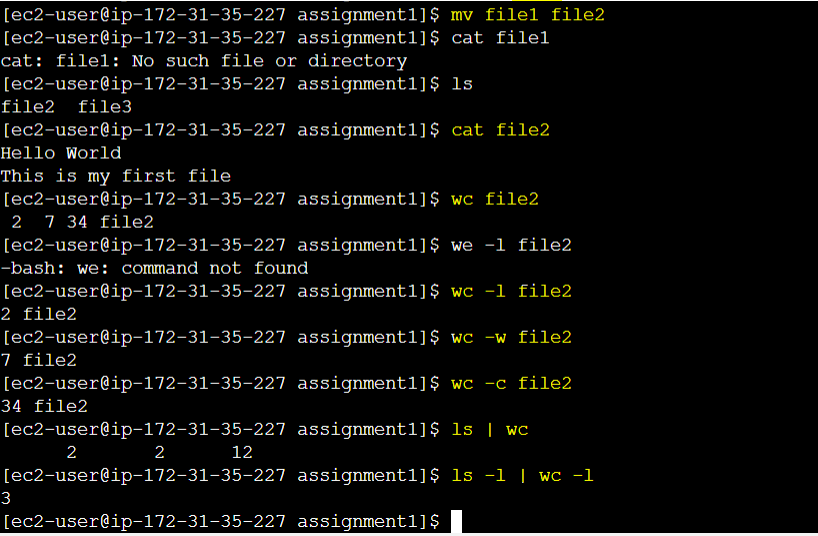 [ec2-user@ip-172-31-35-227 assignment1]$ mv file1 file2
[ec2-user@ip-172-31-35-227 assignment1]$ cat file1
cat: file1: No such file or directory
[ec2-user@ip-172-31-35-227 assignment1]$ ls
file2  file3
[ec2-user@ip-172-31-35-227 assignment1]$ cat file2
Hello World
This is my first file
[ec2-user@ip-172-31-35-227 assignment1]$ wc file2
 2  7 34 file2
[ec2-user@ip-172-31-35-227 assignment1]$ we -l file2
-bash: we: command not found
[ec2-user@ip-172-31-35-227 assignment1]$ wc -l file2
2 file2
[ec2-user@ip-172-31-35-227 assignment1]$ wc -w file2
7 file2
[ec2-user@ip-172-31-35-227 assignment1]$ wc -c file2
34 file2
[ec2-user@ip-172-31-35-227 assignment1]$ ls | wc
      2       2      12
[ec2-user@ip-172-31-35-227 assignment1]$ ls -l | wc -l
3
[ec2-user@ip-172-31-35-227 assignment1]$